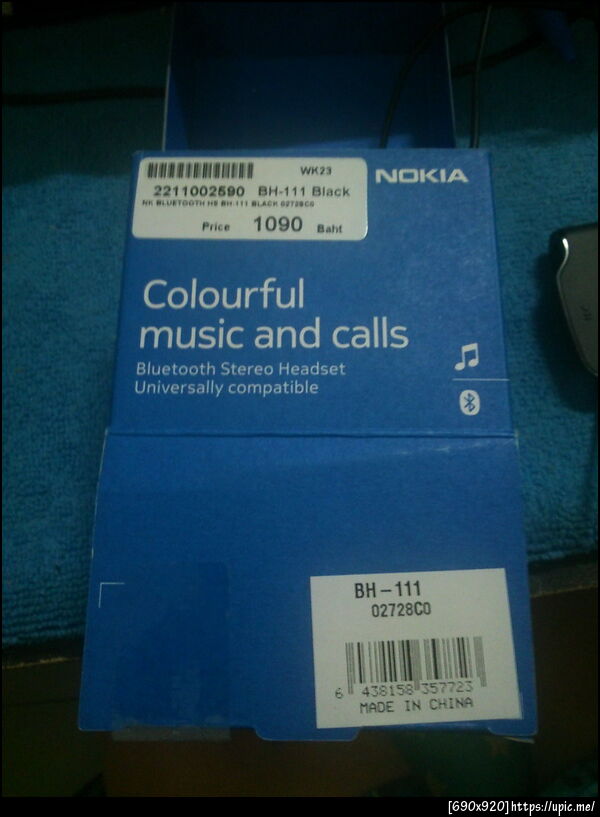 WK23
2211002590 BH-111 Black
NK BLUETOOTH HS BH-111 BLACK 02728C0
Price 1090 Baht
NOKIA
Colourful
music and calls
Bluetooth Stereo Headset
Universally compatible
BH-111
02728C0
6 438158 357723
MADE IN CHINA
[690x920]https://upic.me/